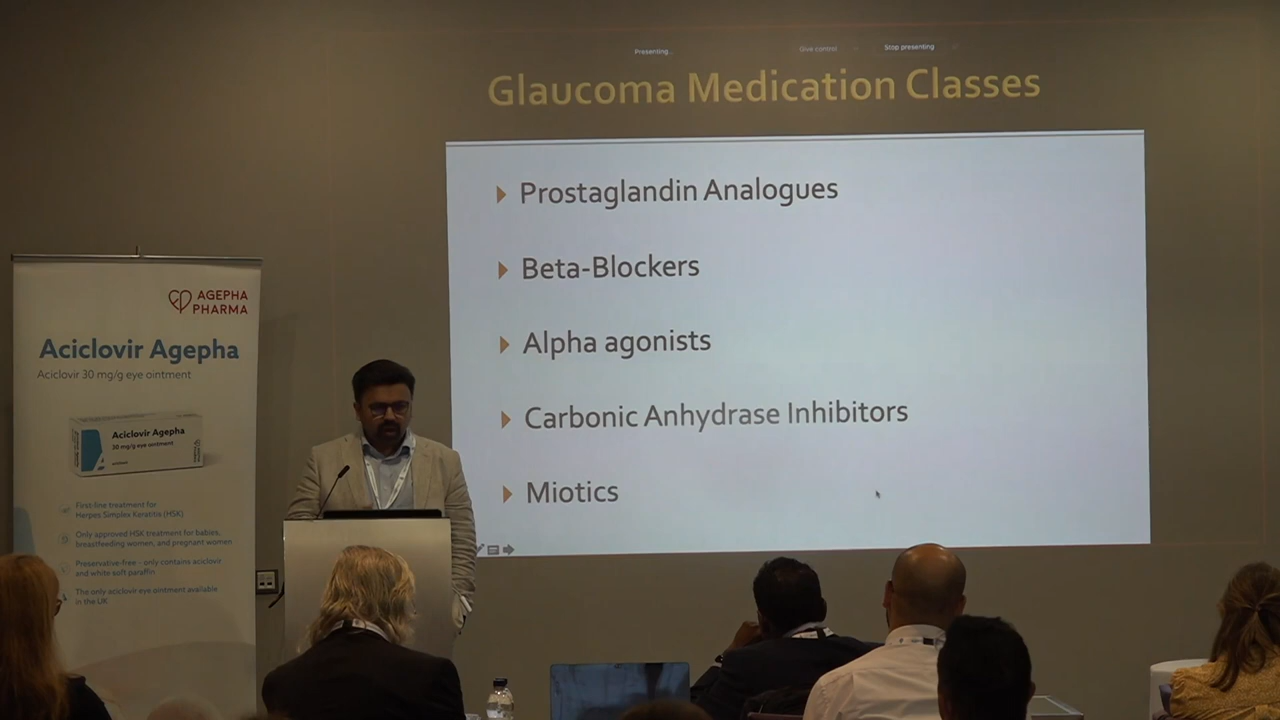 Presenting...
Give control
Stop presenting
Glaucoma Medication Classes
Prostaglandin Analogues
Beta-Blockers
Alpha agonists
Carbonic Anhydrase Inhibitors
Miotics
AGEPHA
PHARMA
Aciclovir Agepha
Aciclovir 30 mg/g eye ointment
Aciclovir Agepha
30 mg/g eye ointment
First line treatment for
Herpes Simplex Keratitis (HSK)
Only approved HSK treatment for babies,
breastfeeding women, and pregnant women
Preservative-free – only contains aciclovir
and white soft paraffin
The only aciclovir eye ointment available
in the UK